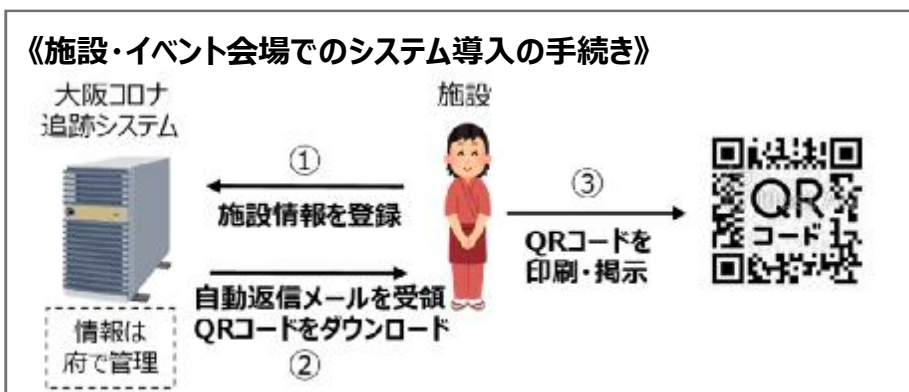 《施設・イベント会場でのシステム導入の手続き》
大阪コロナ
追跡システム
施設
①
施設情報を登録
自動返信メールを受領
QRコードをダウンロード
②
③
QRコードを
印刷・掲示
QR
コード
情報は
府で管理